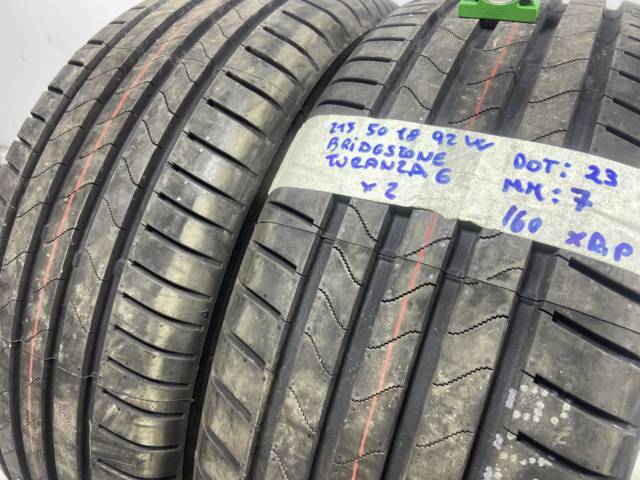 215 50 18 92 W
BRIDGESTONE
TURANZA 6
x 2
DOT: 23
MM: 7
160 x A P